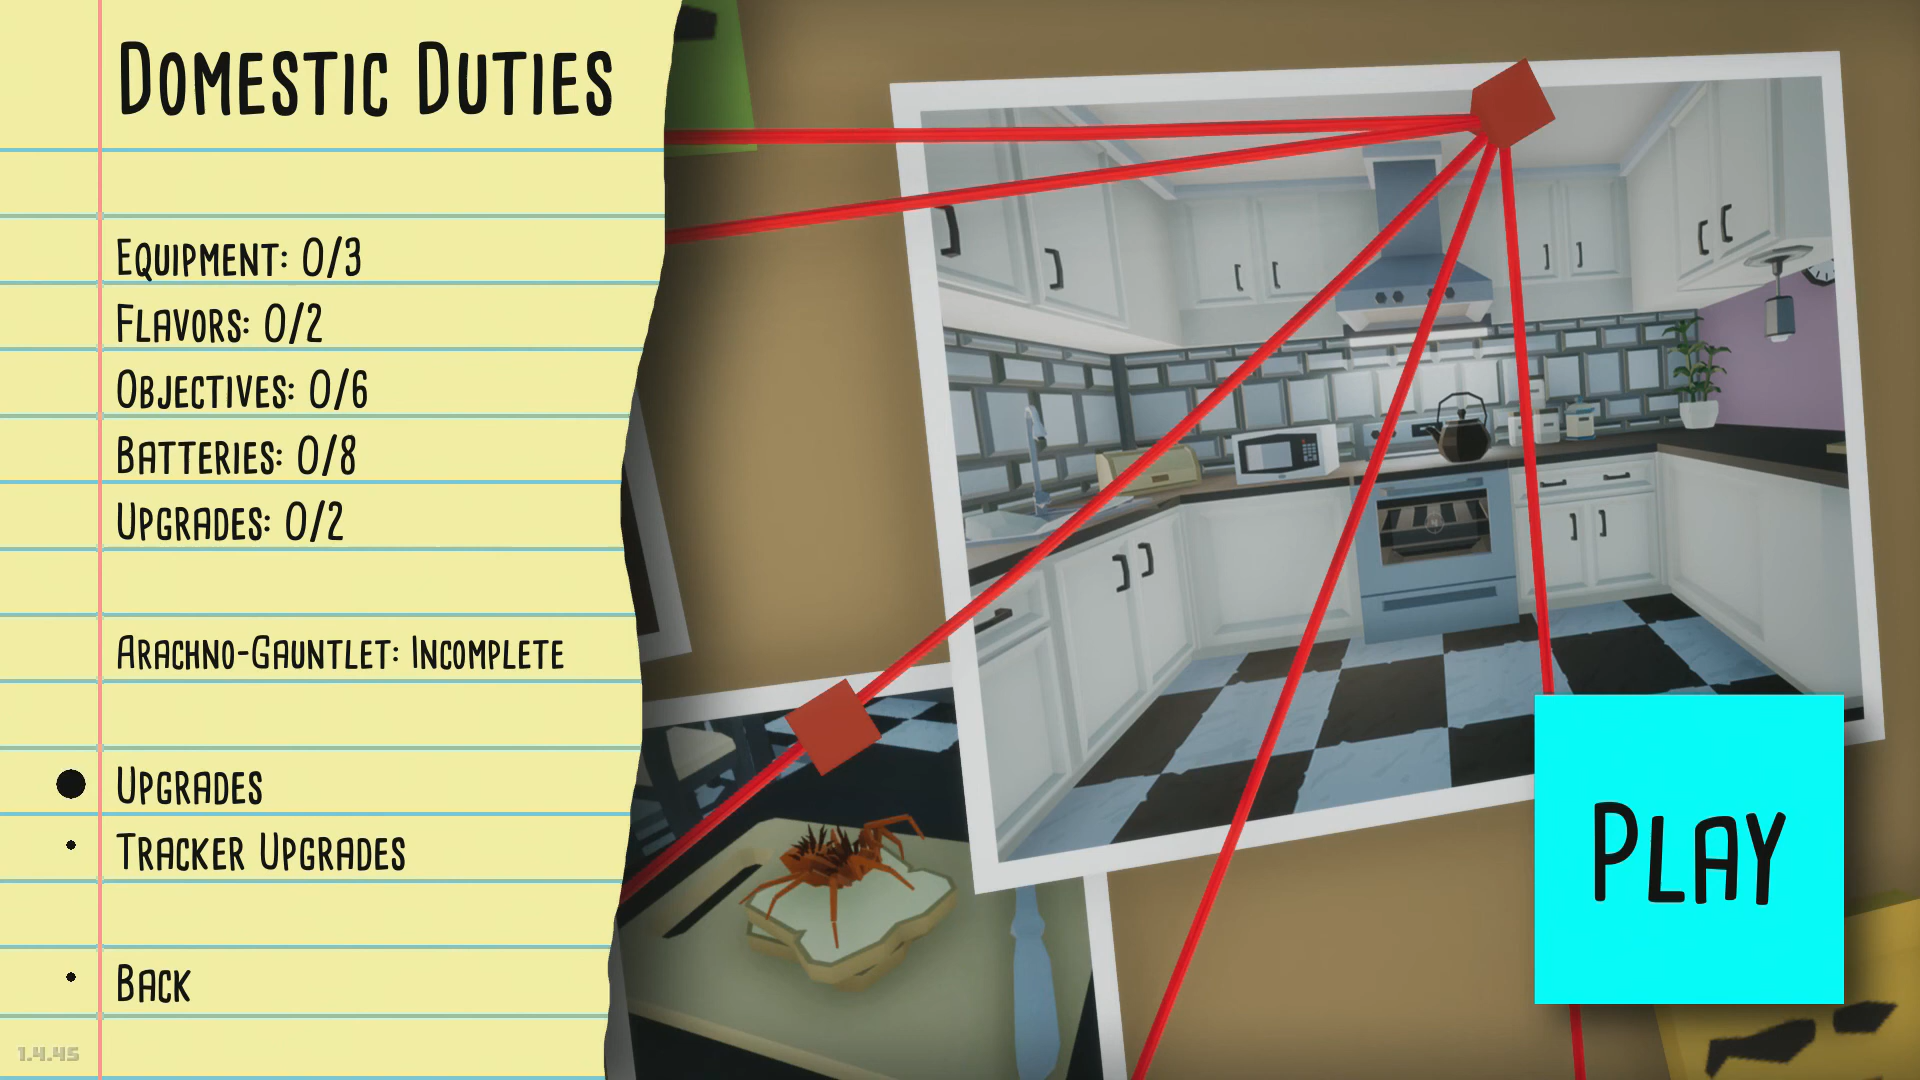 Domestic Duties
Equipment: 0/3
Flavors: 0/2
Objectives: 0/6
Batteries: 0/8
Upgrades: 0/2
Arachno-Gauntlet: Incomplete
Upgrades
Tracker Upgrades
Back
Play
1.4.45